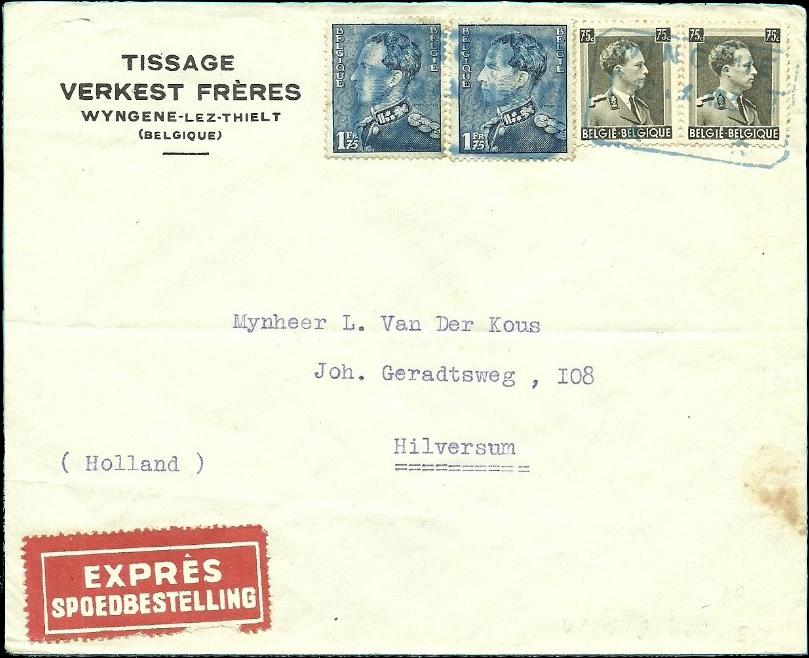 TISSAGE
VERKEST FRÈRES
WYNGENE-LEZ-THIELT
(BELGIQUE)
BELGIQUE BELGIE
1 FR 75
BELGIQUE BELGIE
1 FR 75
75c 75c
BELGIË-BELGIQUE
75c 75c
BELGIË-BELGIQUE
Mynheer L. Van Der Kous
Joh. Geradtsweg , I08
Hilversum
( Holland )
EXPRÈS
SPOEDBESTELLING